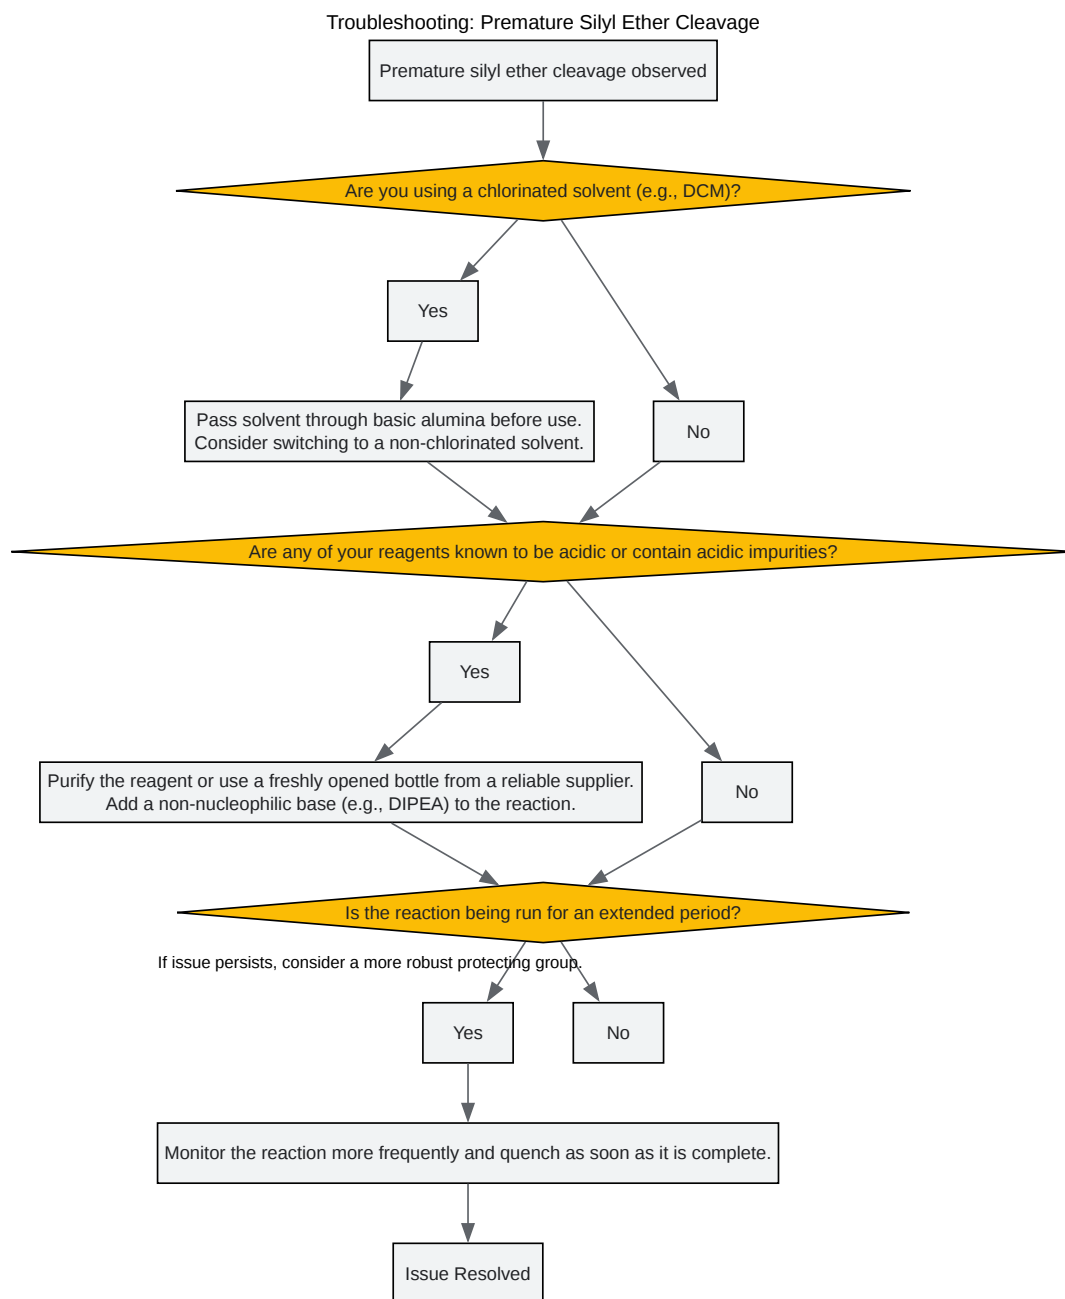 Troubleshooting: Premature Silyl Ether Cleavage
Premature silyl ether cleavage observed
Are you using a chlorinated solvent (e.g., DCM)?
Yes
Pass solvent through basic alumina before use.
Consider switching to a non-chlorinated solvent.
No
Are any of your reagents known to be acidic or contain acidic impurities?
Yes
Purify the reagent or use a freshly opened bottle from a reliable supplier.
Add a non-nucleophilic base (e.g., DIPEA) to the reaction.
No
Is the reaction being run for an extended period?
If issue persists, consider a more robust protecting group.
Yes
No
Monitor the reaction more frequently and quench as soon as it is complete.
Issue Resolved